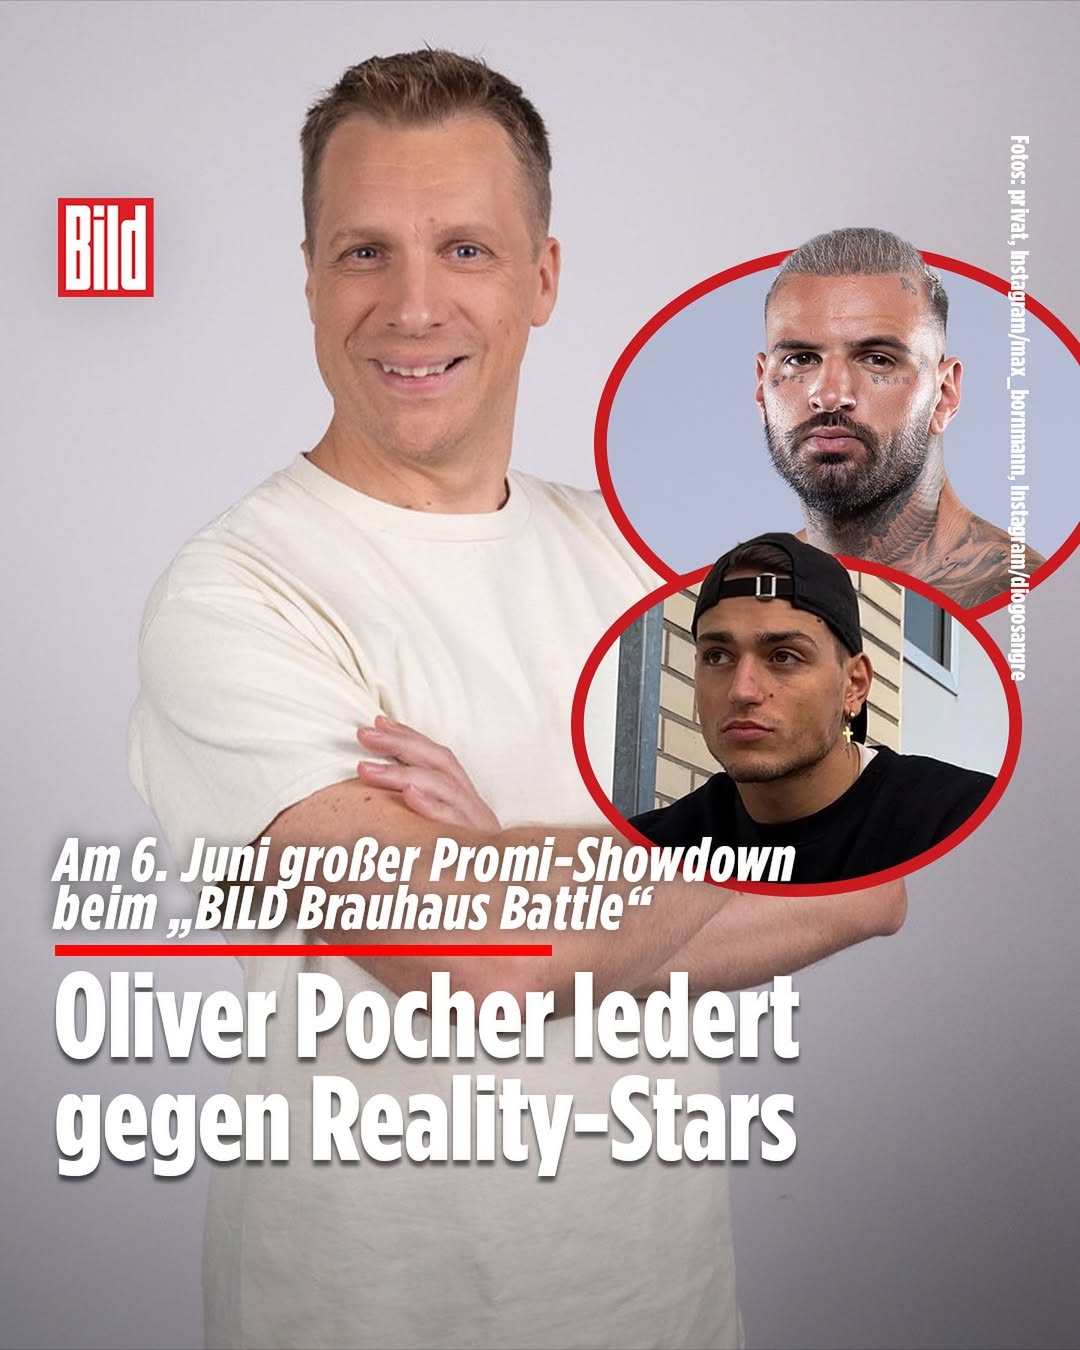 Bild
Fotos: privat, Instagram/max_bornmann, Instagram/diogosangre
Am 6. Juni großer Promi-Showdown
beim „BILD Brauhaus Battle“
Oliver Pocher ledert
gegen Reality-Stars